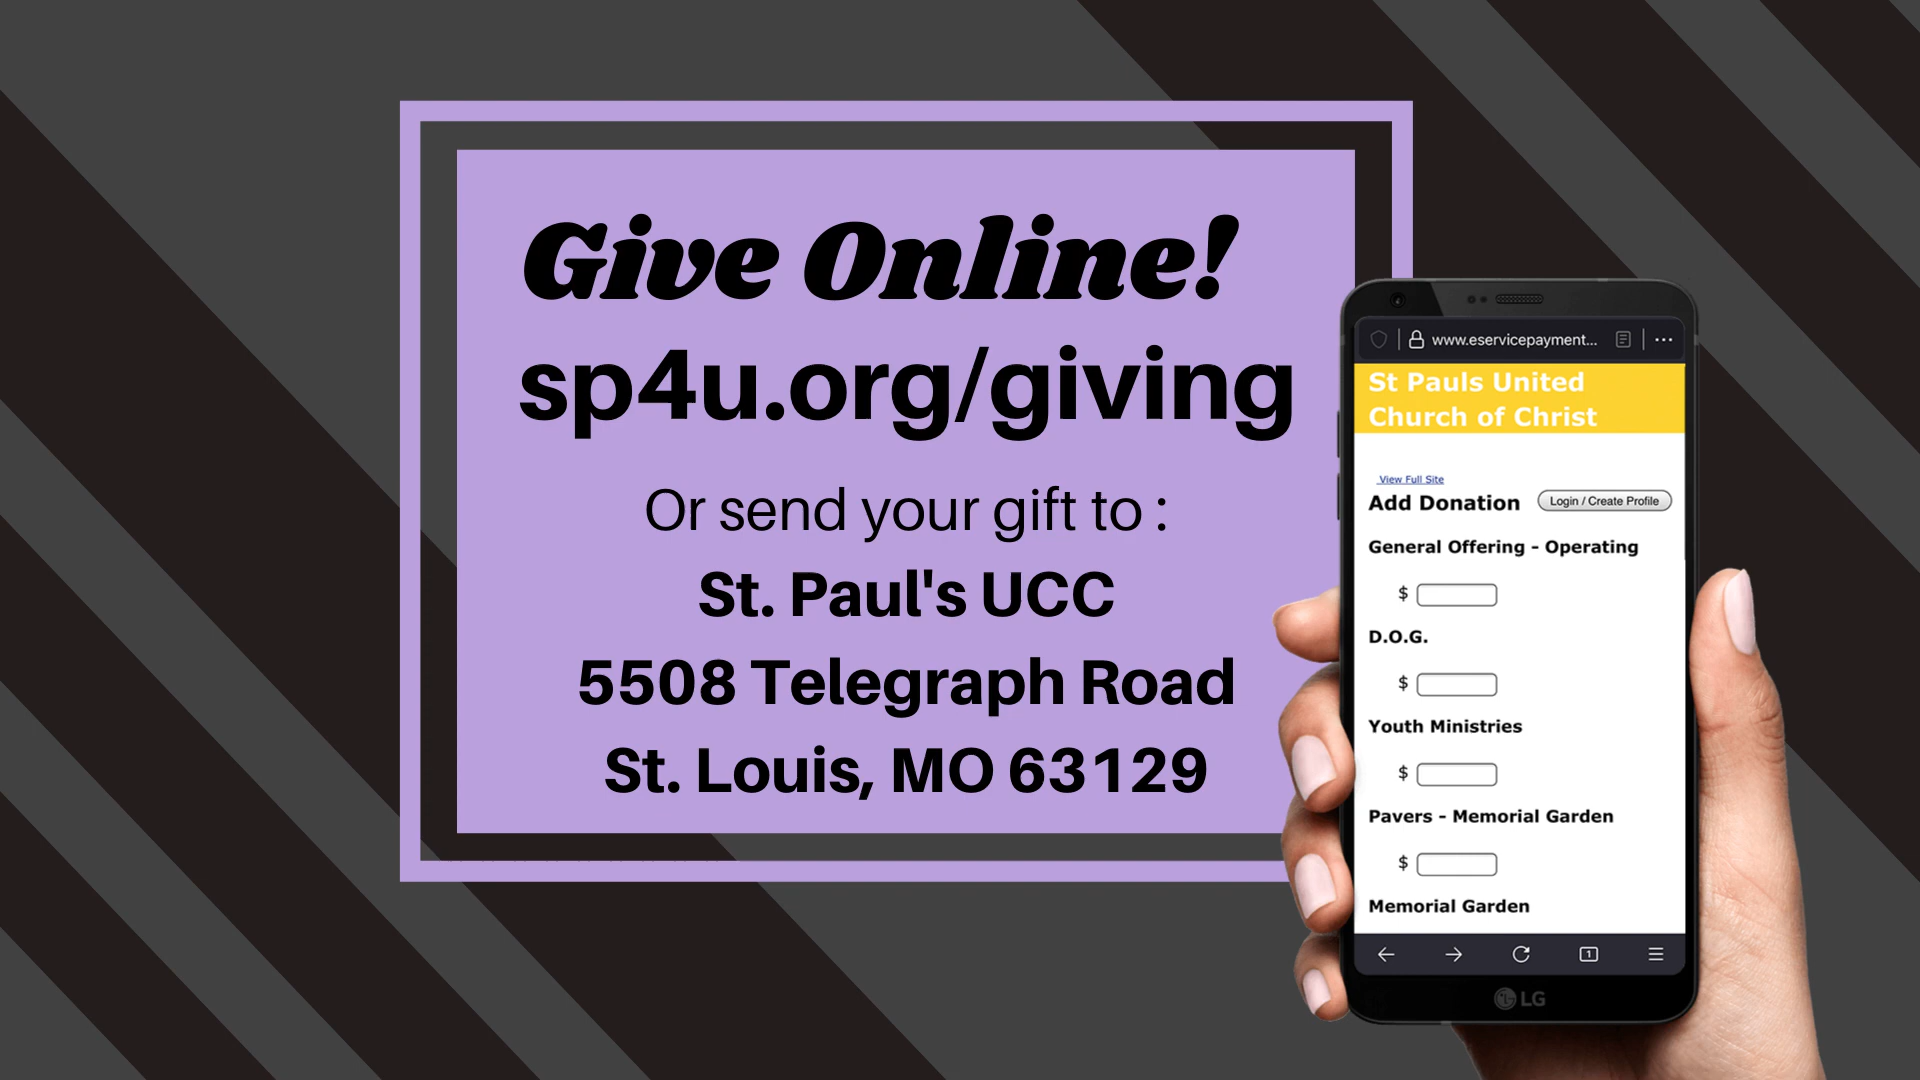 Give Online!
sp4u.org/giving
Or send your gift to :
St. Paul's UCC
5508 Telegraph Road
St. Louis, MO 63129
www.eservicepayment...
St Pauls United
Church of Christ
View Full Site
Add Donation
Login / Create Profile
General Offering - Operating
$
D.O.G.
$
Youth Ministries
$
Pavers - Memorial Garden
$
Memorial Garden
1
LG